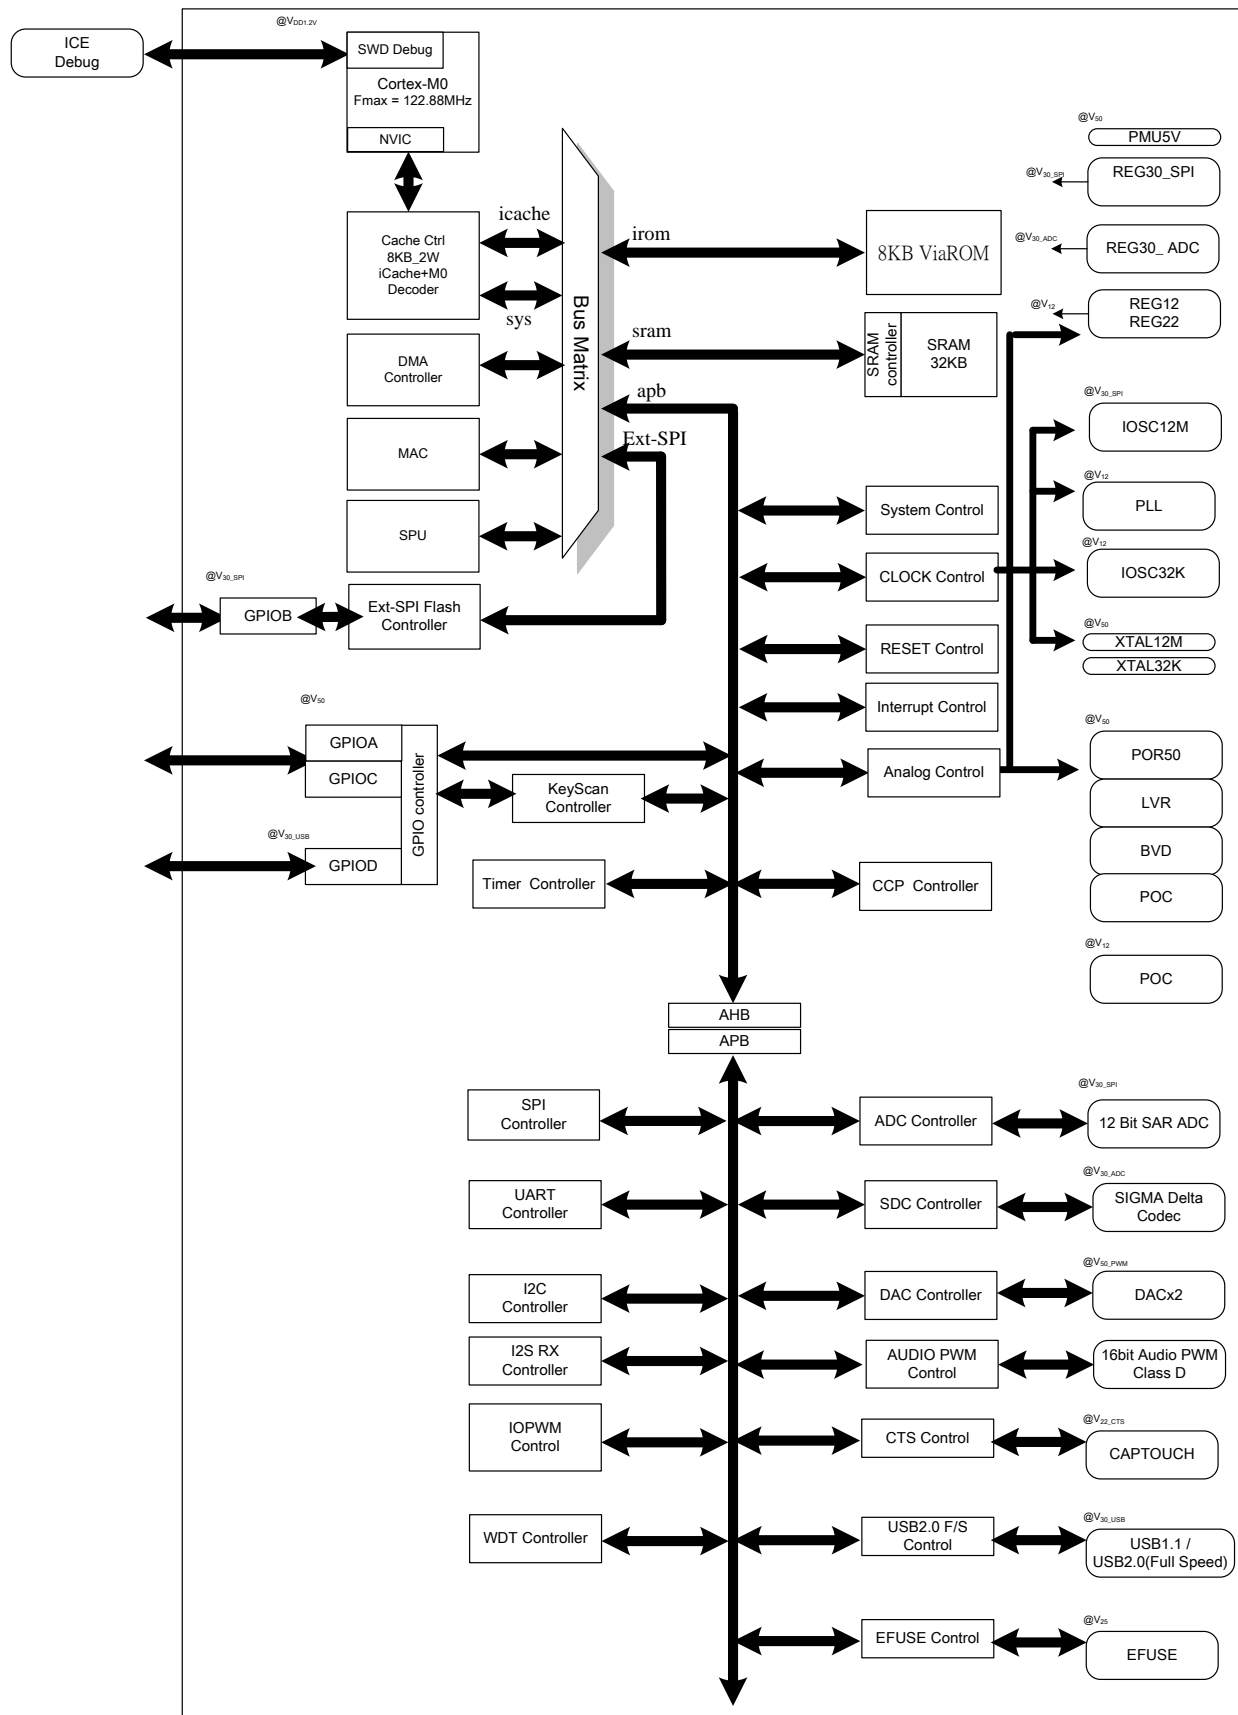 @VDD1.2V
ICE
Debug
SWD Debug
Cortex-M0
Fmax = 122.88MHz
NVIC
Cache Ctrl
8KB_2W
iCache+M0
Decoder
icache
sys
DMA
Controller
MAC
SPU
Bus Matrix
irom
sram
apb
Ext-SPI
8KB ViaROM
SRAM
controller
SRAM
32KB
@V50
PMU5V
@V30_SPI
REG30_SPI
@V30_ADC
REG30_ ADC
@V12
REG12
REG22
@V30_SPI
IOSC12M
@V12
PLL
@V12
IOSC32K
@V50
XTAL12M
XTAL32K
System Control
CLOCK Control
RESET Control
Interrupt Control
Analog Control
@V30_SPI
GPIOB
Ext-SPI Flash
Controller
@V50
GPIOA
GPIOC
@V30_USB
GPIOD
GPIO controller
KeyScan
Controller
Timer Controller
CCP Controller
@V50
POR50
LVR
BVD
POC
@V12
POC
AHB
APB
SPI
Controller
ADC Controller
@V30_SPI
12 Bit SAR ADC
UART
Controller
SDC Controller
@V30_ADC
SIGMA Delta
Codec
I2C
Controller
DAC Controller
@V50_PWM
DACx2
I2S RX
Controller
AUDIO PWM
Control
16bit Audio PWM
Class D
IOPWM
Control
CTS Control
@V22_CTS
CAPTOUCH
WDT Controller
USB2.0 F/S
Control
@V30_USB
USB1.1 /
USB2.0(Full Speed)
EFUSE Control
@V25
EFUSE